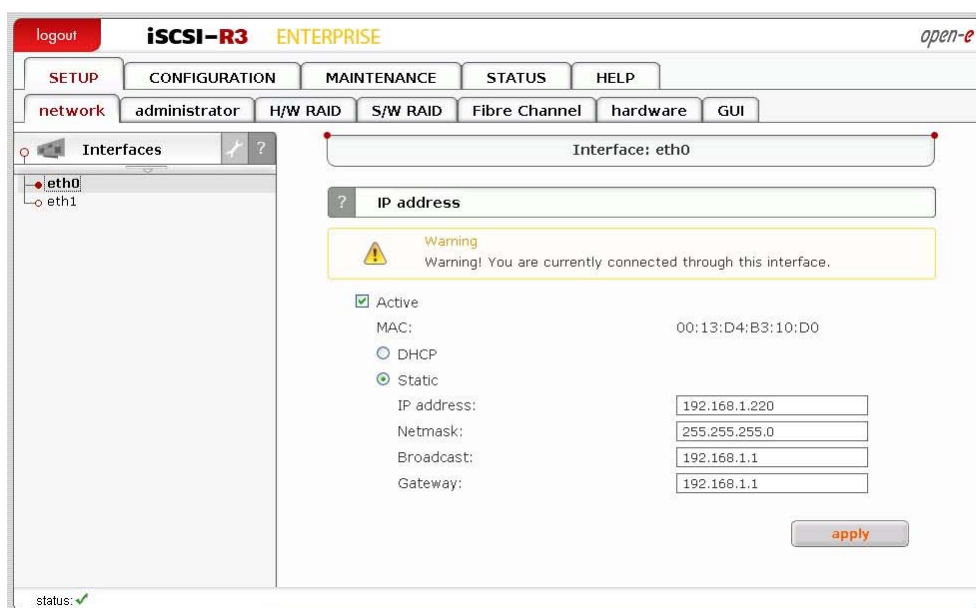 logout iSCSI-R3 ENTERPRISE open-e
SETUP CONFIGURATION MAINTENANCE STATUS HELP
network administrator H/W RAID S/W RAID Fibre Channel hardware GUI
Interfaces ?
eth0
eth1
Interface: eth0
? IP address
Warning
Warning! You are currently connected through this interface.
Active
MAC: 00:13:D4:B3:10:D0
DHCP
Static
IP address: 192.168.1.220
Netmask: 255.255.255.0
Broadcast: 192.168.1.1
Gateway: 192.168.1.1
apply
status: